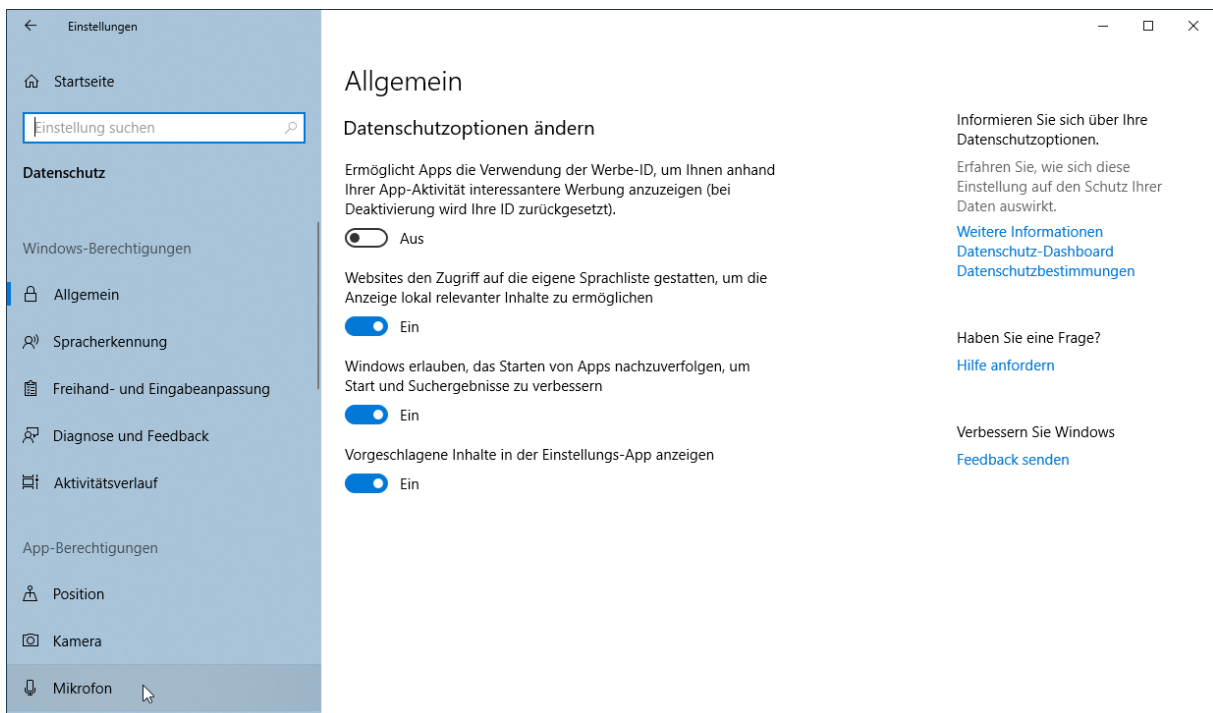 Einstellungen
Startseite
Einstellung suchen
Datenschutz
Windows-Berechtigungen
Allgemein
Spracherkennung
Freihand- und Eingabeanpassung
Diagnose und Feedback
Aktivitätsverlauf
App-Berechtigungen
Position
Kamera
Mikrofon
Allgemein
Datenschutzoptionen ändern
Ermöglicht Apps die Verwendung der Werbe-ID, um Ihnen anhand
Ihrer App-Aktivität interessantere Werbung anzuzeigen (bei
Deaktivierung wird Ihre ID zurückgesetzt).
Aus
Websites den Zugriff auf die eigene Sprachliste gestatten, um die
Anzeige lokal relevanter Inhalte zu ermöglichen
Ein
Windows erlauben, das Starten von Apps nachzuverfolgen, um
Start und Suchergebnisse zu verbessern
Ein
Vorgeschlagene Inhalte in der Einstellungs-App anzeigen
Ein
Informieren Sie sich über Ihre
Datenschutzoptionen.
Erfahren Sie, wie sich diese
Einstellung auf den Schutz Ihrer
Daten auswirkt.
Weitere Informationen
Datenschutz-Dashboard
Datenschutzbestimmungen
Haben Sie eine Frage?
Hilfe anfordern
Verbessern Sie Windows
Feedback senden